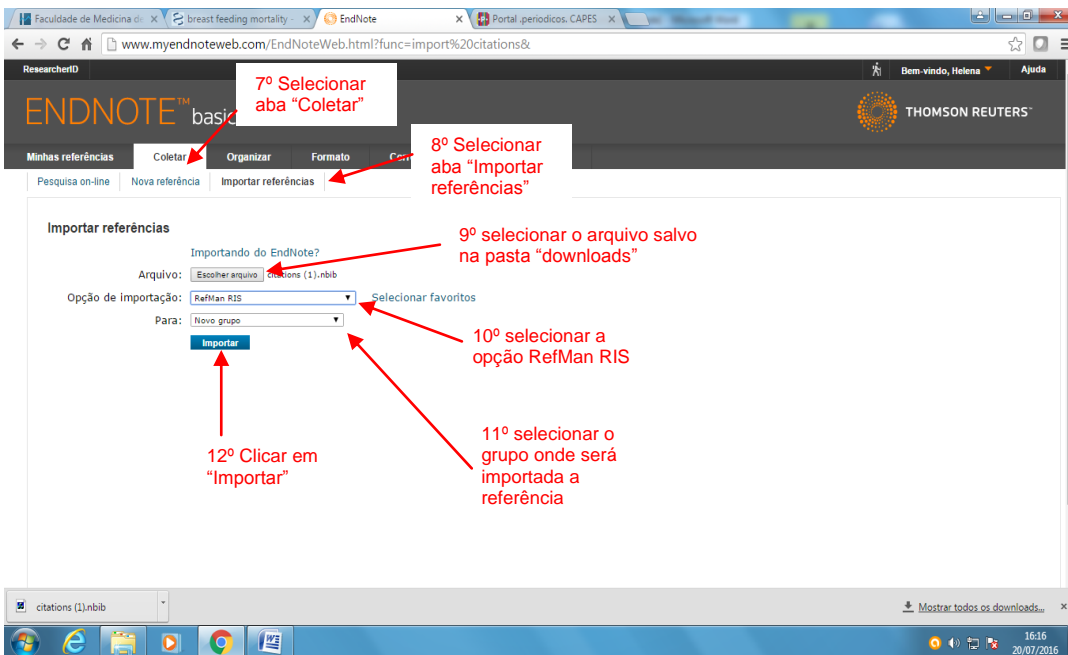 Faculdade de Medicina d
breast feeding mortality -
EndNote
Portal .periodicos. CAPES
www.myendnoteweb.com/EndNoteWeb.html?func=import%20citations&
ResearcherID
Bem-vindo, Helena
Ajuda
7º Selecionar
aba “Coletar”
ENDNOTE™ basic
THOMSON REUTERS™
8º Selecionar
aba “Importar
referências”
Minhas referências
Coletar
Organizar
Formato
Pesquisa on-line
Nova referência
Importar referências
Importar referências
Importando do EndNote?
9º selecionar o arquivo salvo
na pasta “downloads”
Arquivo: Escolher arquivo citations (1).nbib
Opção de importação: RefMan RIS Selecionar favoritos
Para: Novo grupo
Importar
10º selecionar a
opção RefMan RIS
11º selecionar o
grupo onde será
importada a
referência
12º Clicar em
“Importar”
citations (1).nbib
Mostrar todos os downloads...
16:16
20/07/2016